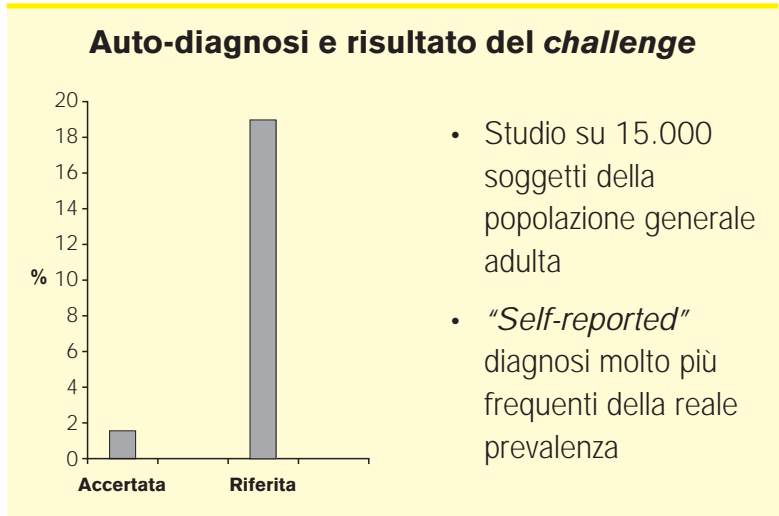 Auto-diagnosi e risultato del challenge
20
18
16
14
12
% 10
8
6
4
2
0
Accertata Riferita
• Studio su 15.000
soggetti della
popolazione generale
adulta
• "Self-reported"
diagnosi molto più
frequenti della reale
prevalenza